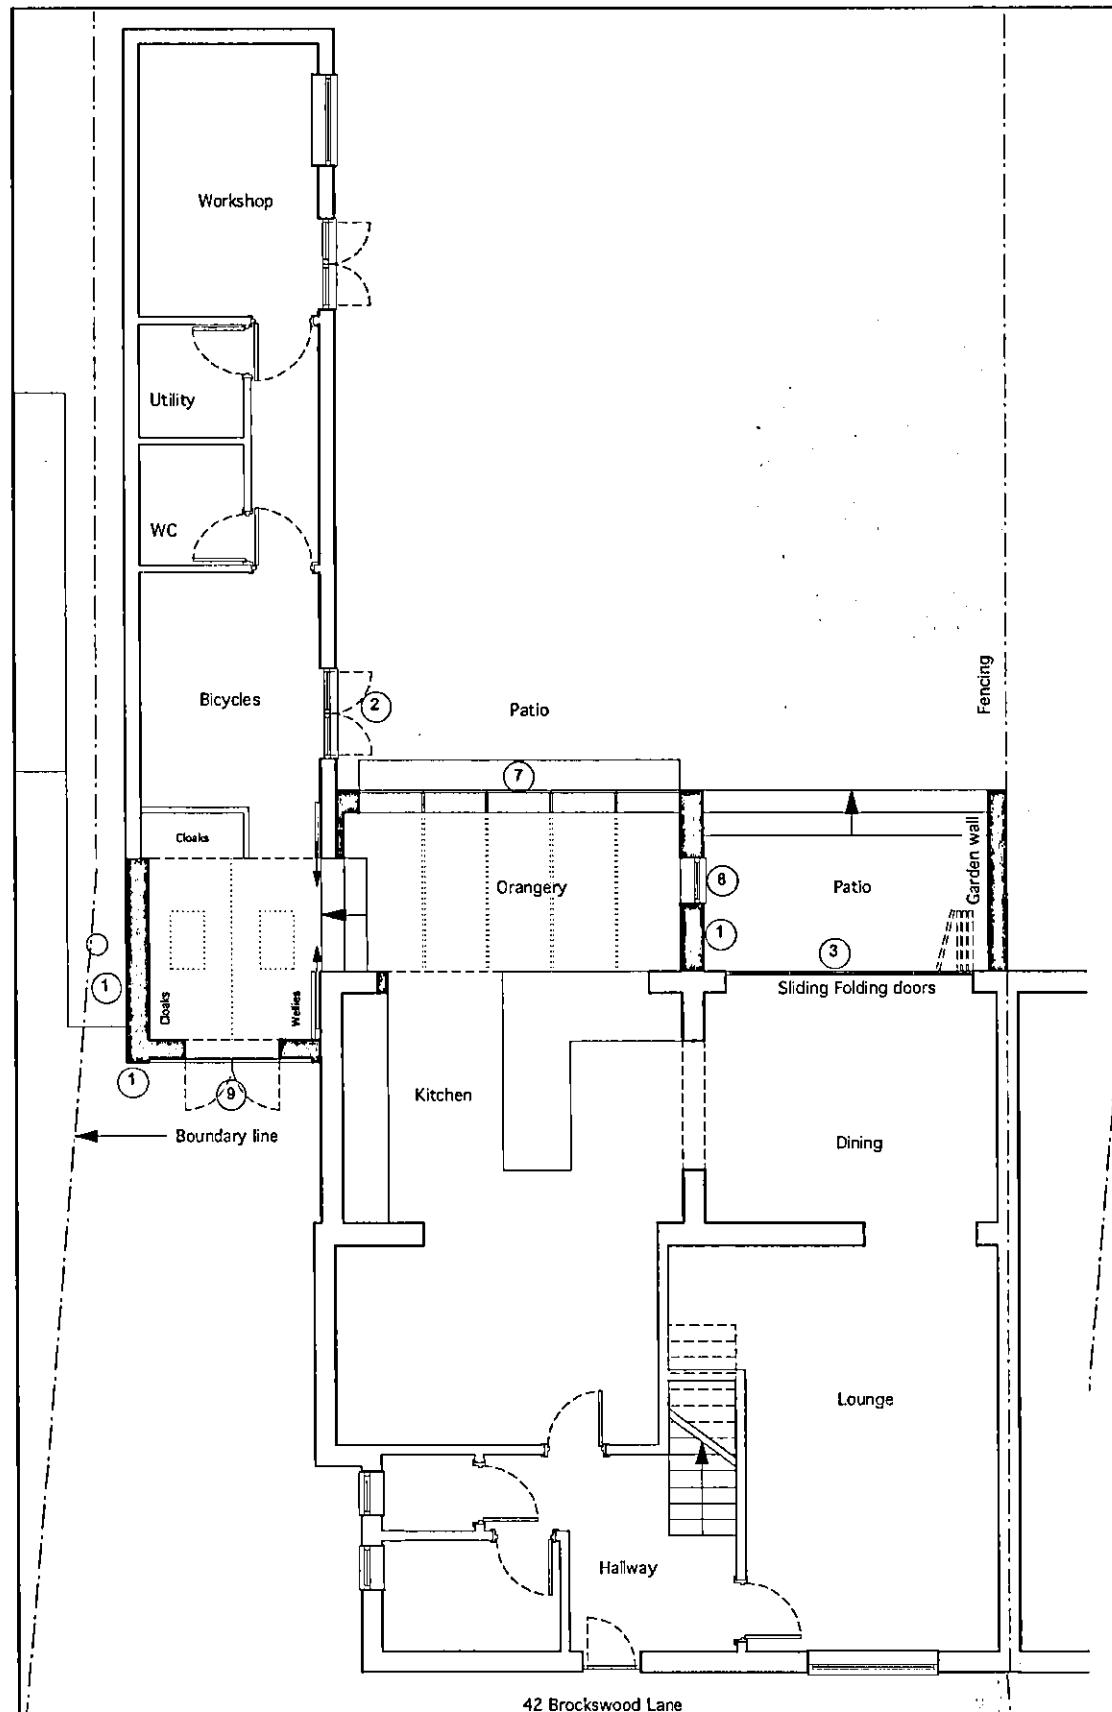 Workshop
Utility
WC
Bicycles
2
Patio
Fencing
7
Cloaks
Orangery
8
Patio
Garden wall
1
3
1
Cloaks
Wellies
Sliding Folding doors
1
9
Kitchen
Boundary line
Dining
Lounge
Hallway
42 Brockswood Lane